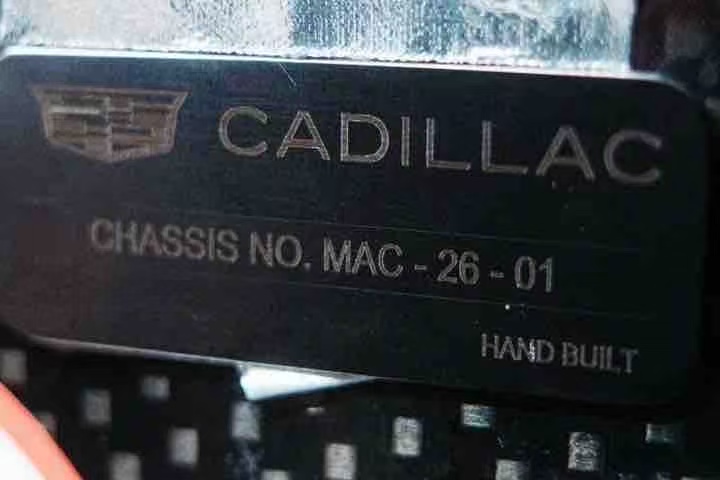 CADILLAC
CHASSIS NO. MAC - 26 - 01
HAND BUILT